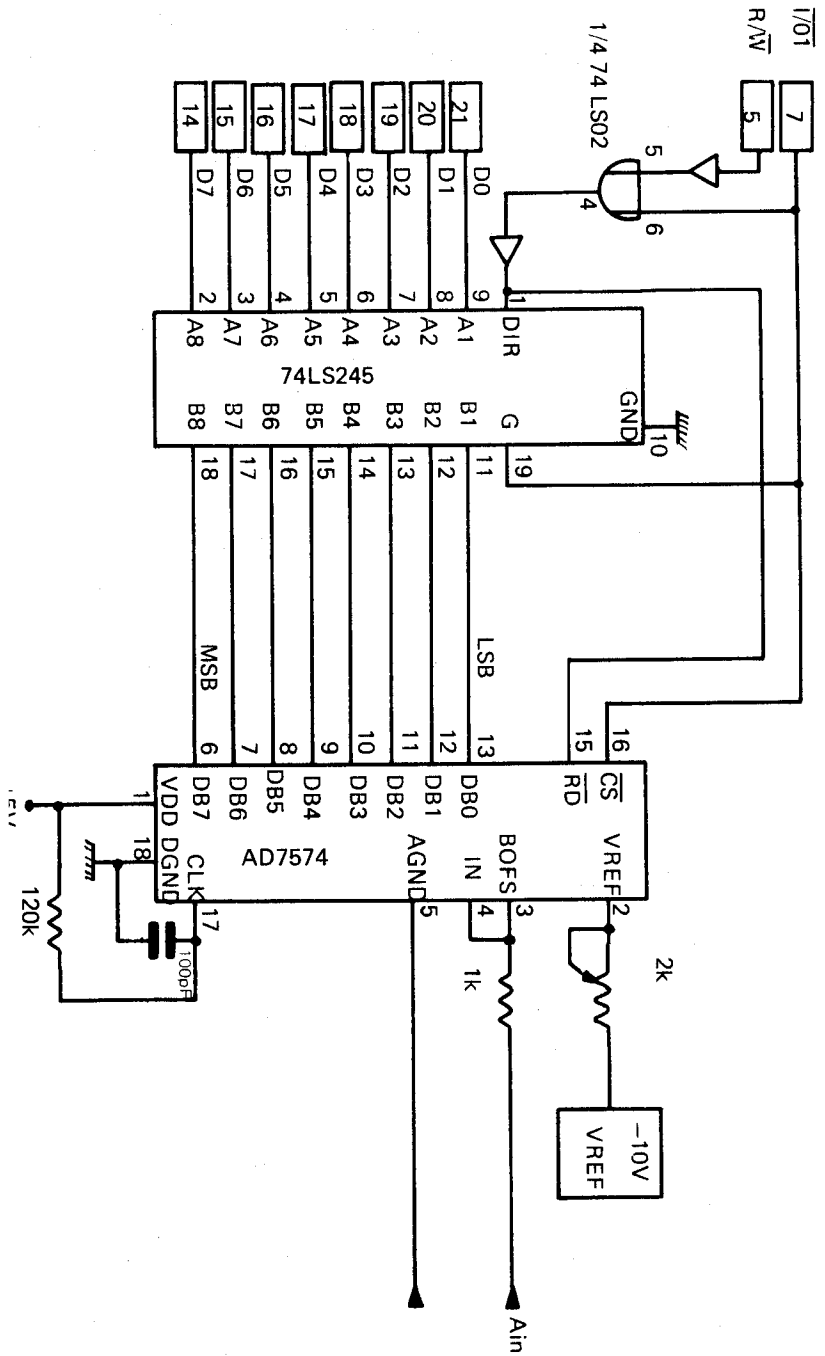 I/O1
R/W
7
5
1/4 74 LS02
5
6
4
21
20
19
18
17
16
15
14
D0
D1
D2
D3
D4
D5
D6
D7
1
9
8
7
6
5
4
3
2
DIR
A1
A2
A3
A4
A5
A6
A7
A8
74LS245
GND
G
B1
B2
B3
B4
B5
B6
B7
B8
10
19
11
12
13
14
15
16
17
18
LSB
MSB
16
15
13
12
11
10
9
8
7
6
CS
RD
DB0
DB1
DB2
DB3
DB4
DB5
DB6
DB7
AD7574
VREF
BOFS
IN
AGND
CLK
DGND
VDD
2
3
4
5
17
18
1
2k
1k
100pF
120k
−10V
VREF
Ain